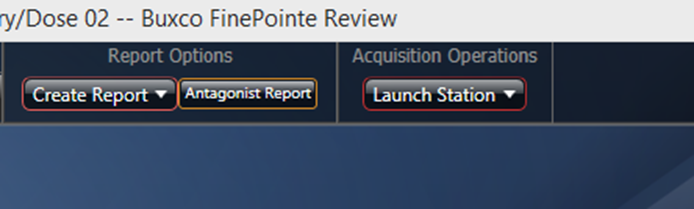 ry/Dose 02 -- Buxco FinePointe Review
Report Options
Acquisition Operations
Create Report
Antagonist Report
Launch Station